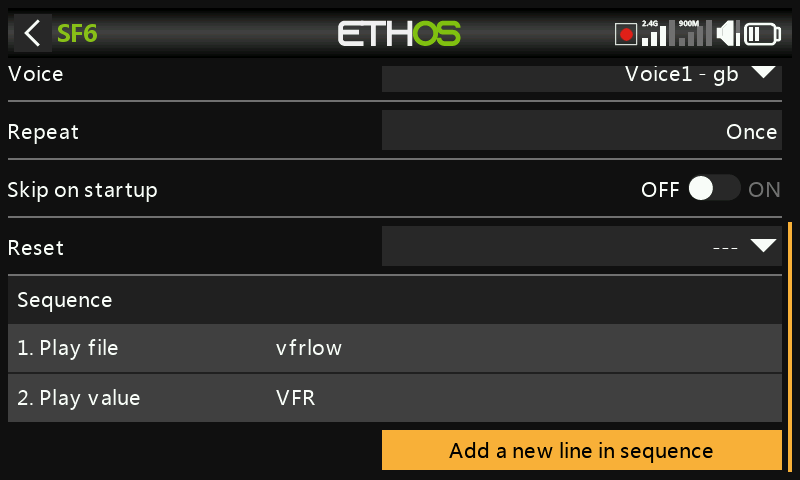 SF6
ETHOS
2.4G
900M
Voice
Voice1 - gb
Repeat
Once
Skip on startup
OFF
ON
Reset
---
Sequence
1. Play file
vfrlow
2. Play value
VFR
Add a new line in sequence